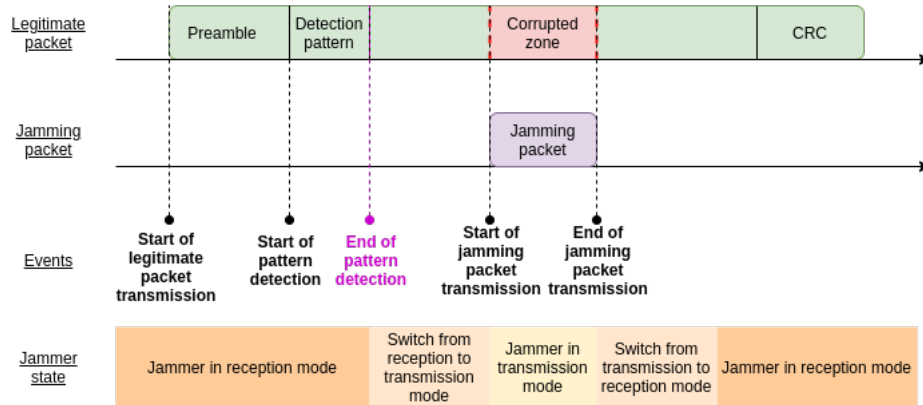 Legitimate
packet
Preamble
Detection
pattern
Corrupted
zone
CRC
Jamming
packet
Jamming
packet
Events
Start of
legitimate
packet
transmission
Start of
pattern
detection
End of
pattern
detection
Start of
jamming
packet
transmission
End of
jamming
packet
transmission
Jammer
state
Jammer in reception mode
Switch from
reception to
transmission
mode
Jammer in
transmission
mode
Switch from
transmission to
reception mode
Jammer in reception mode